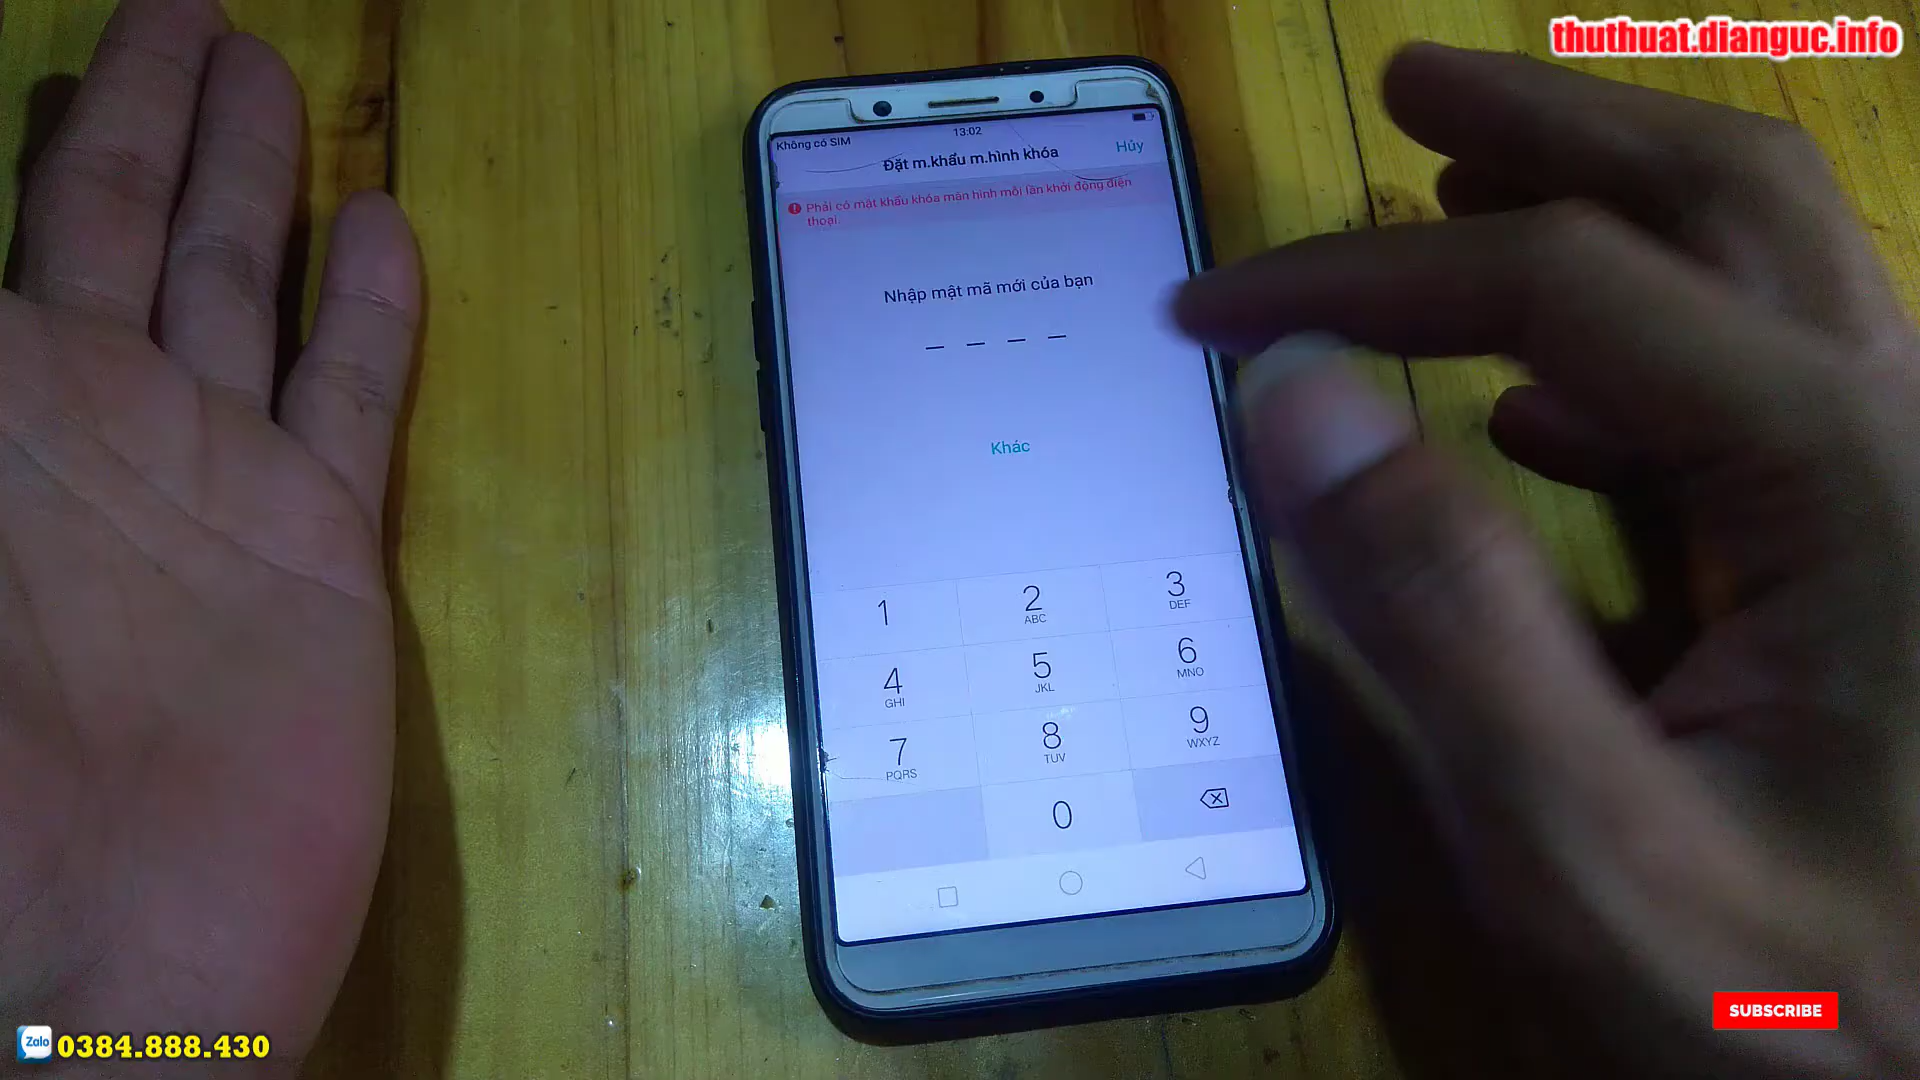 thuthuat.dianguc.info
Không có SIM
13:02
Đặt m.khẩu m.hình khóa
Hủy
Phải có mật khẩu khóa màn hình mỗi lần khởi động điện
thoại.
Nhập mật mã mới của bạn
Khác
1
2
ABC
3
DEF
4
GHI
5
JKL
6
MNO
7
PQRS
8
TUV
9
WXYZ
0
SUBSCRIBE
Zalo
0384.888.430